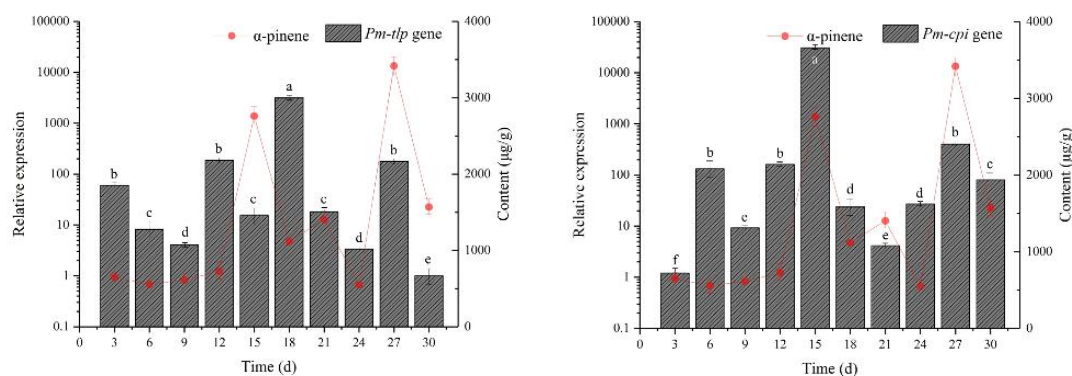 α-pinene Pm-tlp gene
100000
10000
1000
100
10
1
0.1
Relative expression
4000
3000
2000
1000
0
Content (µg/g)
b c d b c a c d b e
0 3 6 9 12 15 18 21 24 27 30
Time (d)
α-pinene Pm-cpi gene
100000
10000
1000
100
10
1
0.1
Relative expression
4000
3000
2000
1000
0
Content (µg/g)
f b e b a d e d b c
0 3 6 9 12 15 18 21 24 27 30
Time (d)